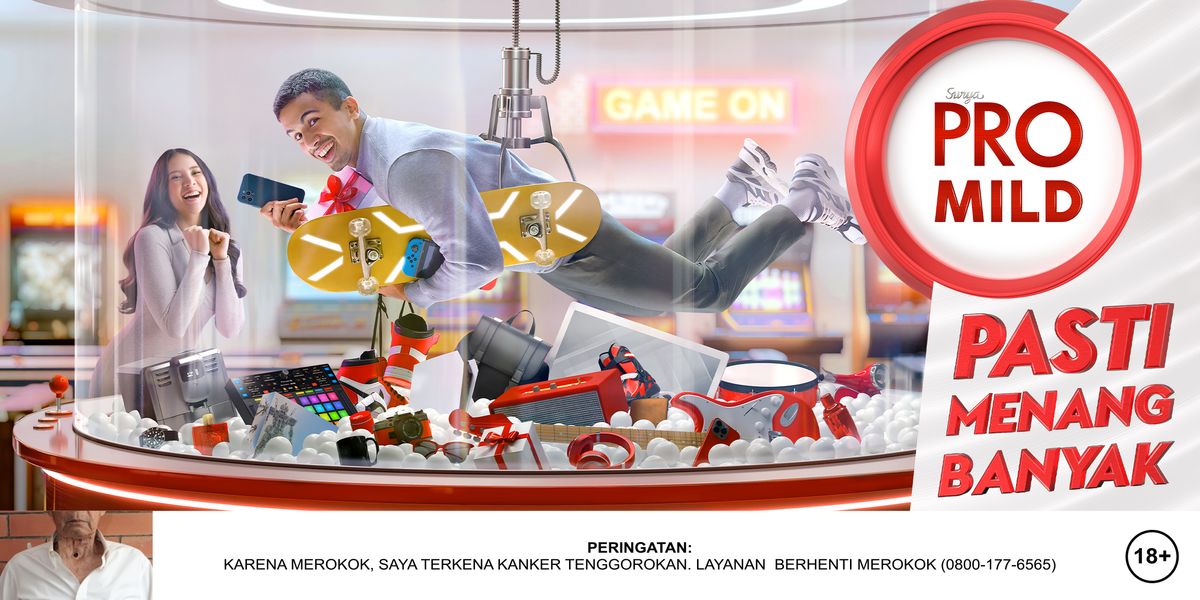 GAME ON
Surya
PRO
MILD
PASTI
MENANG
BANYAK
PERINGATAN:
KARENA MEROKOK, SAYA TERKENA KANKER TENGGOROKAN. LAYANAN BERHENTI MEROKOK (0800-177-6565)
18+